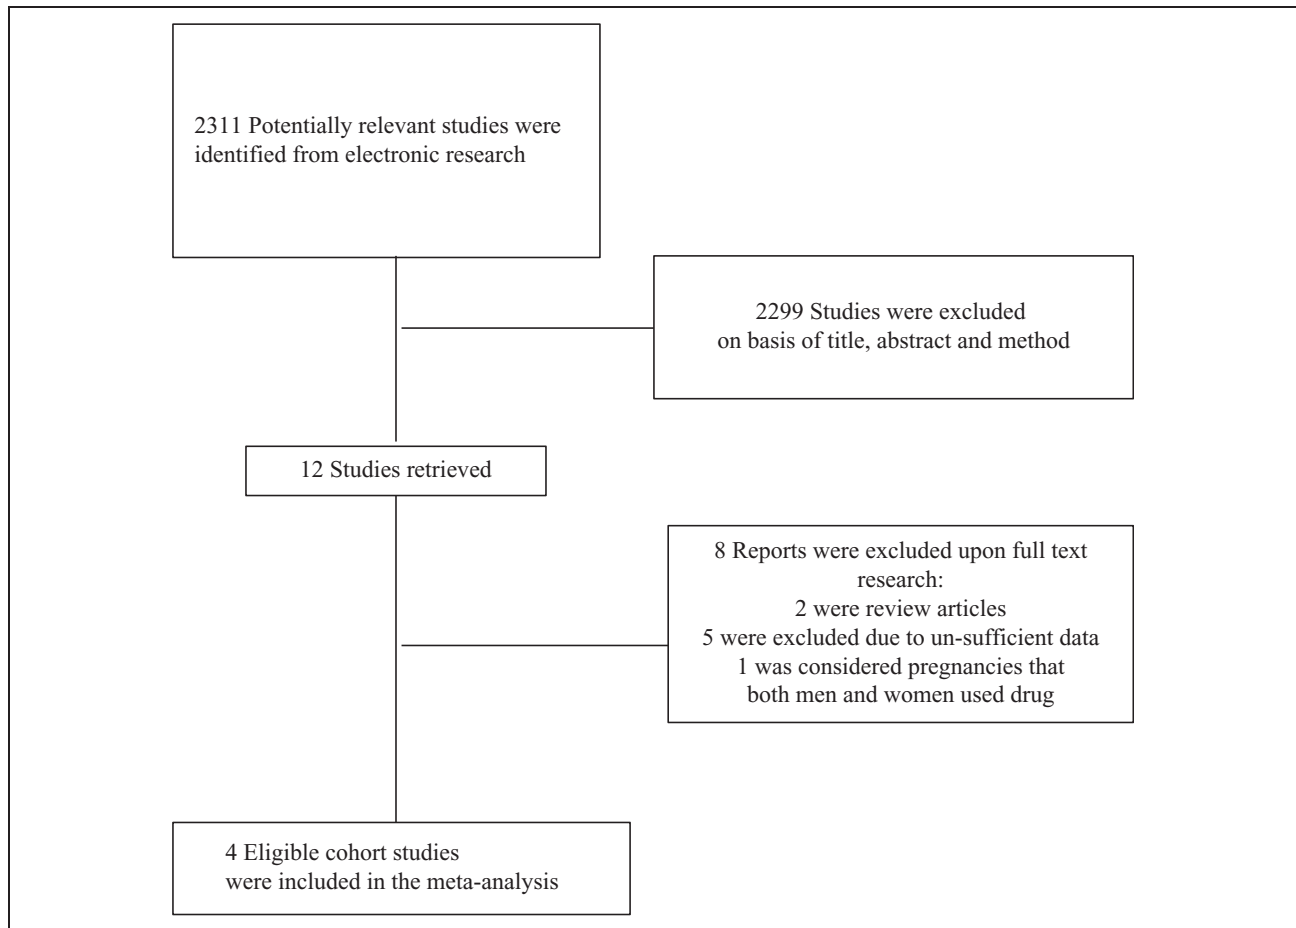 2311 Potentially relevant studies were
identified from electronic research
2299 Studies were excluded
on basis of title, abstract and method
12 Studies retrieved
8 Reports were excluded upon full text
research:
2 were review articles
5 were excluded due to un-sufficient data
1 was considered pregnancies that
both men and women used drug
4 Eligible cohort studies
were included in the meta-analysis